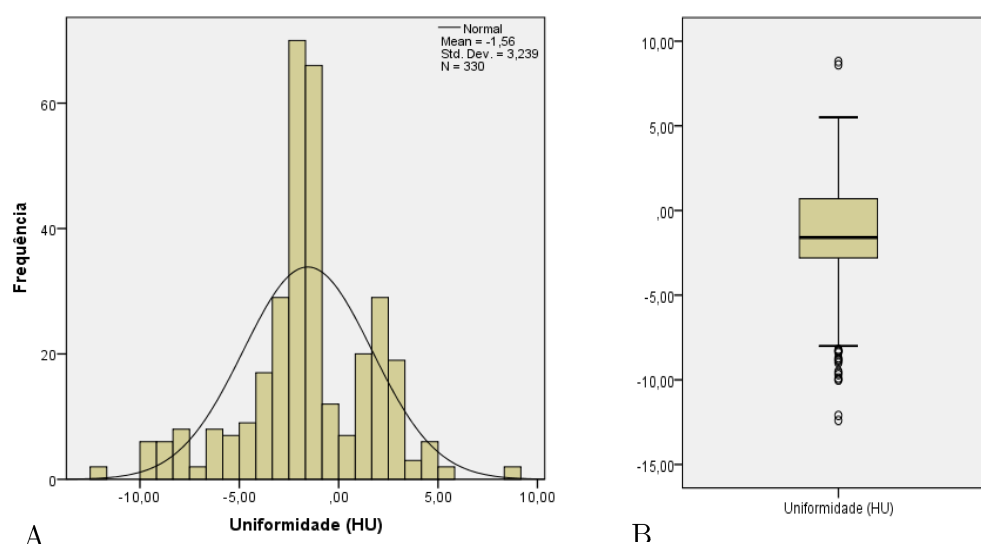 Normal
Mean = -1,56
Std. Dev. = 3,239
N = 330
Frequência
60
40
20
0
-10,00 -5,00 ,00 5,00 10,00
Uniformidade (HU)
A
10,00
5,00
,00
-5,00
-10,00
-15,00
Uniformidade (HU)
B